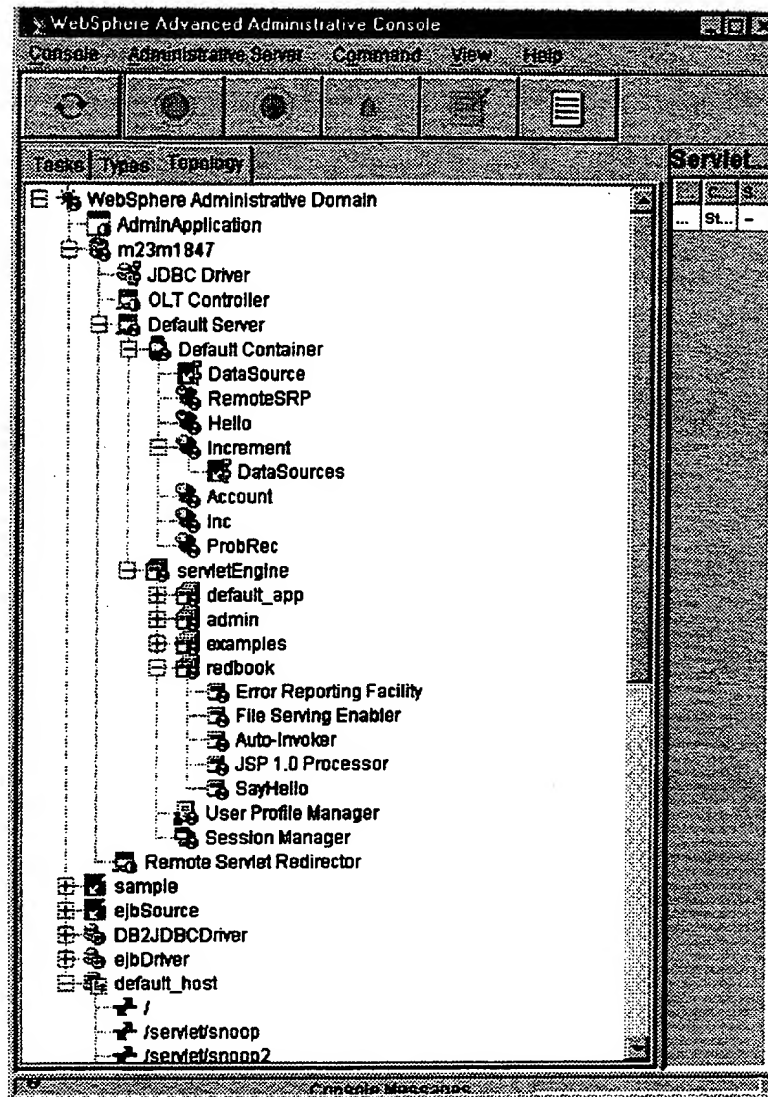 WebSphere Advanced Administrative Console
Console Administrative Server Command View Help
Tasks Types Topology
Servlet...
C... S...
... St... –
WebSphere Administrative Domain
AdminApplication
m23m1847
JDBC Driver
OLT Controller
Default Server
Default Container
DataSource
RemoteSRP
Hello
Increment
DataSources
Account
Inc
ProbRec
servletEngine
default_app
admin
examples
redbook
Error Reporting Facility
File Serving Enabler
Auto-Invoker
JSP 1.0 Processor
SayHello
User Profile Manager
Session Manager
Remote Servlet Redirector
sample
ejbSource
DB2JDBCDriver
ejbDriver
default_host
/
/servlet/snoop
/servlet/snoop2
Console Messages